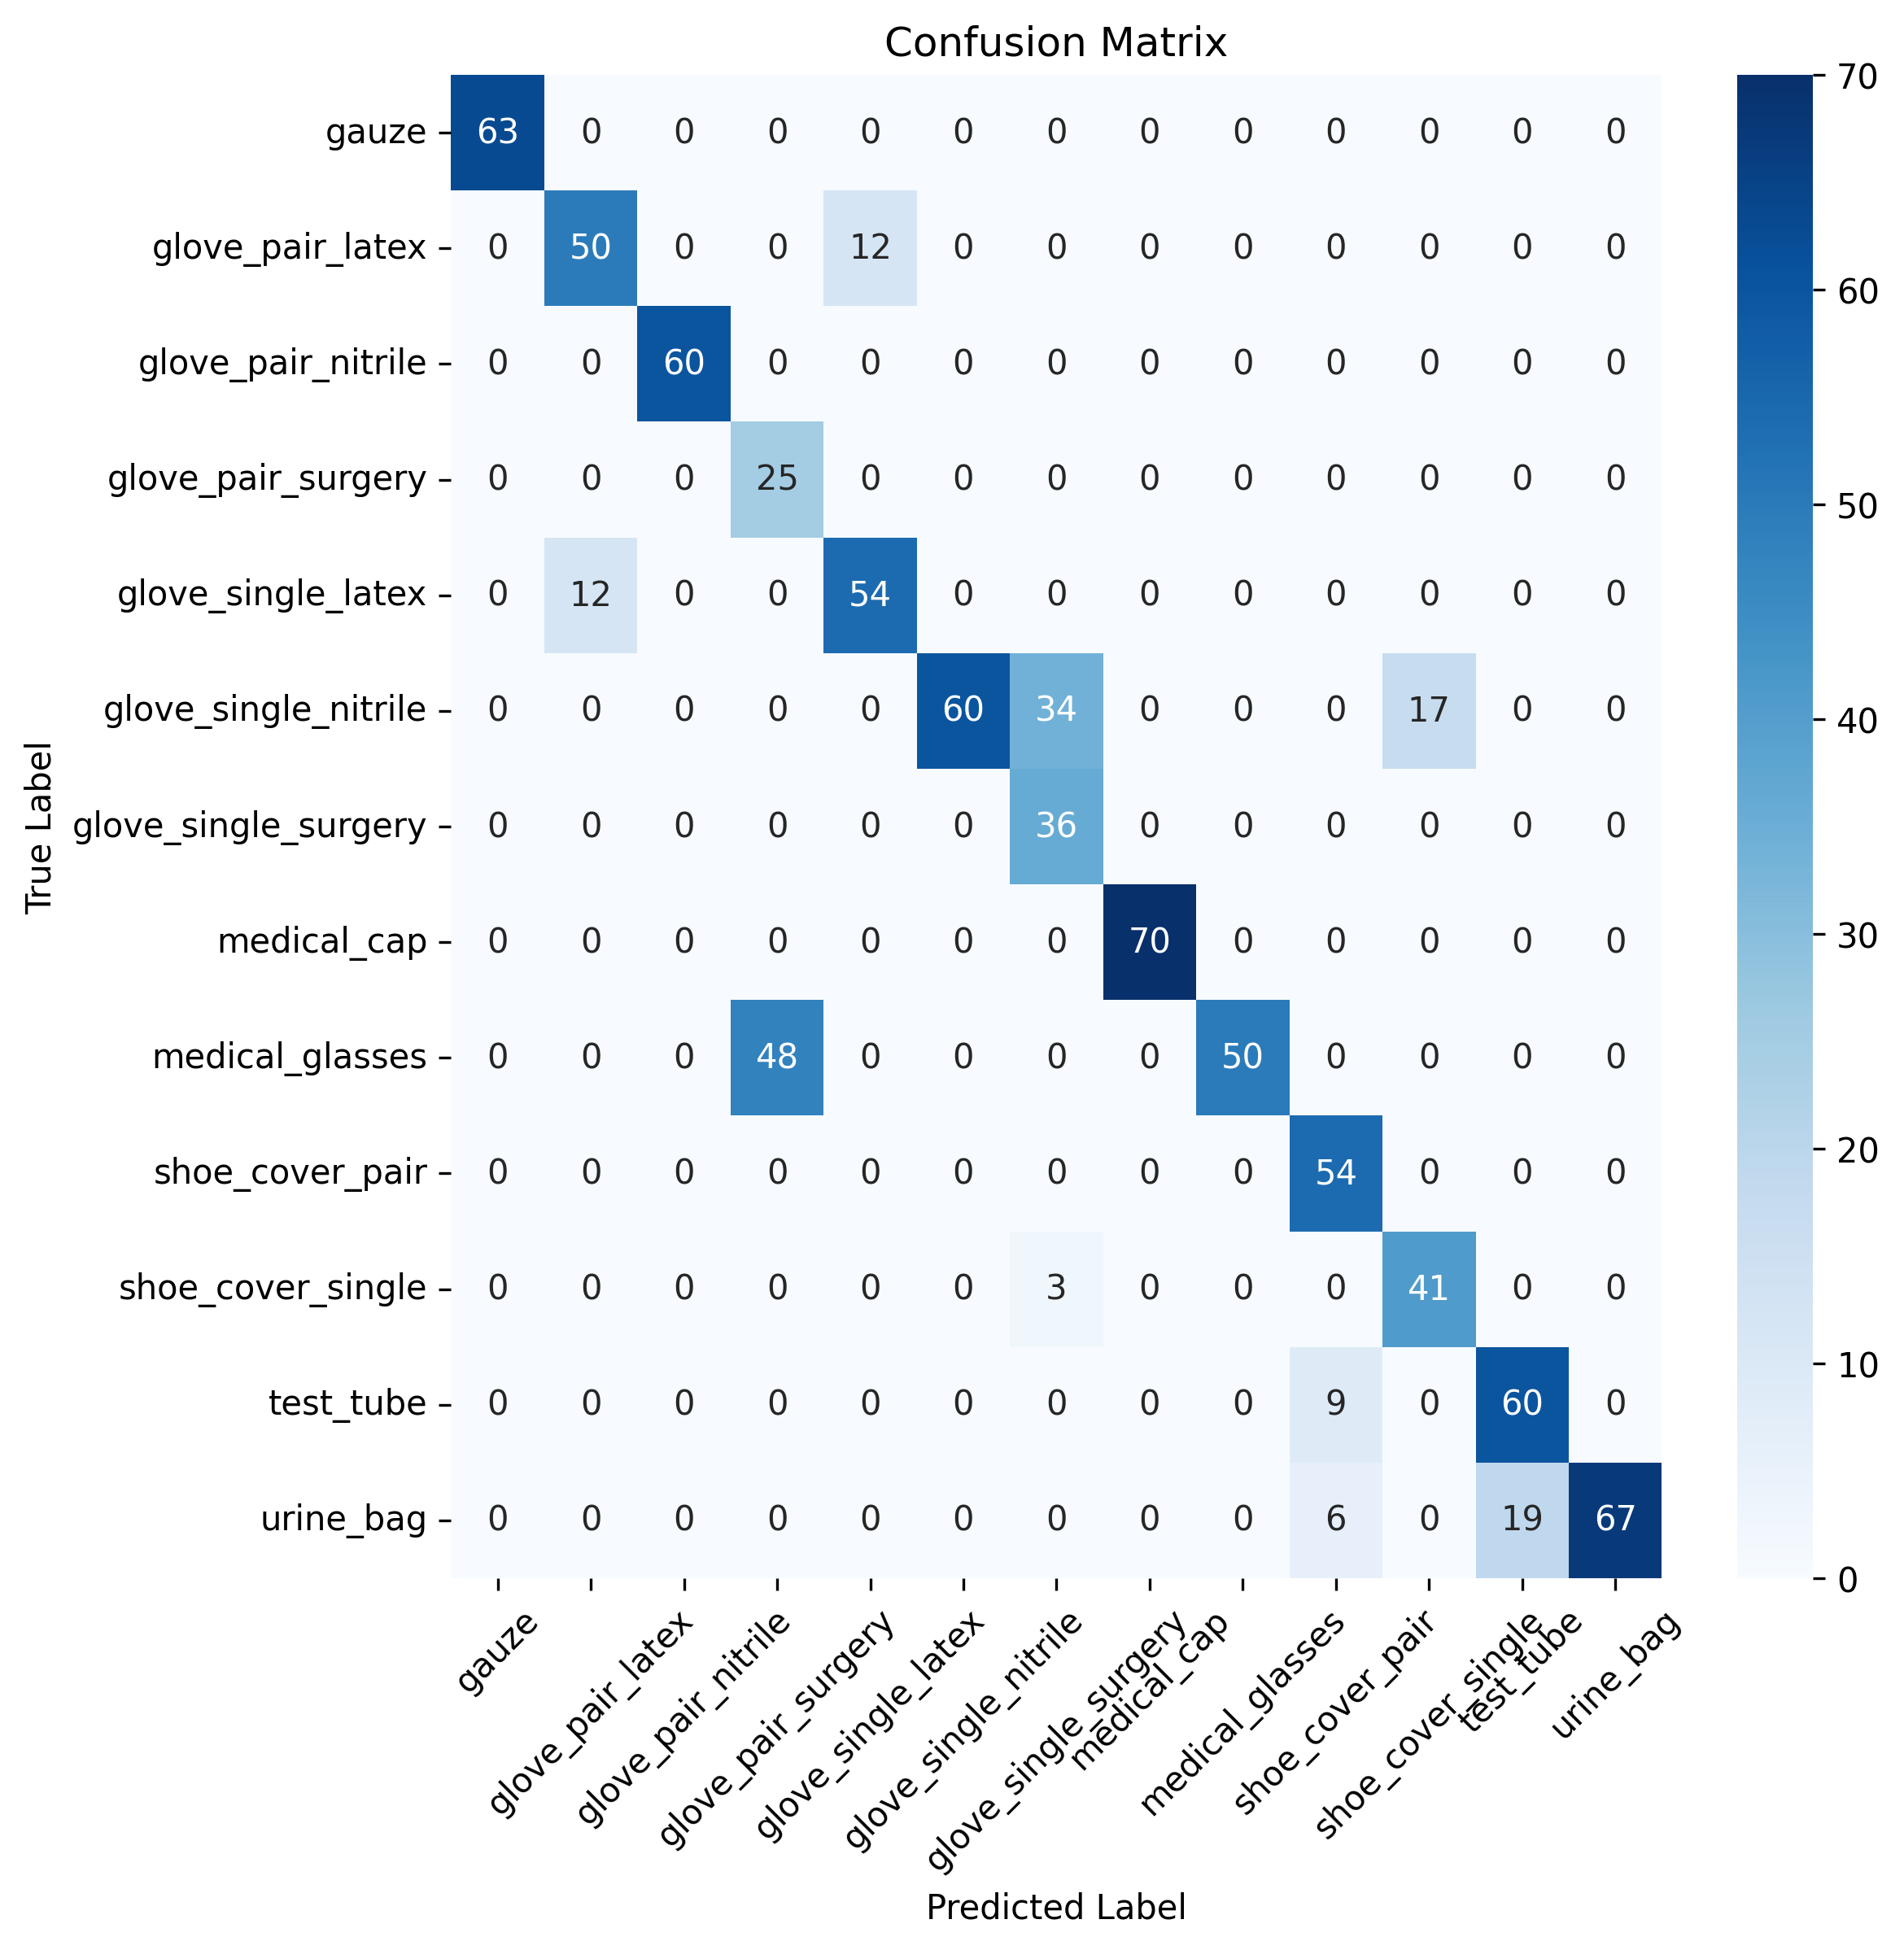 Confusion Matrix
gauze 63 0 0 0 0 0 0 0 0 0 0 0 0
glove_pair_latex 0 50 0 0 12 0 0 0 0 0 0 0 0
glove_pair_nitrile 0 0 60 0 0 0 0 0 0 0 0 0 0
glove_pair_surgery 0 0 0 25 0 0 0 0 0 0 0 0 0
glove_single_latex 0 12 0 0 54 0 0 0 0 0 0 0 0
glove_single_nitrile 0 0 0 0 0 60 34 0 0 0 17 0 0
glove_single_surgery 0 0 0 0 0 0 36 0 0 0 0 0 0
medical_cap 0 0 0 0 0 0 0 70 0 0 0 0 0
medical_glasses 0 0 0 48 0 0 0 0 50 0 0 0 0
shoe_cover_pair 0 0 0 0 0 0 0 0 0 54 0 0 0
shoe_cover_single 0 0 0 0 0 0 3 0 0 0 41 0 0
test_tube 0 0 0 0 0 0 0 0 0 9 0 60 0
urine_bag 0 0 0 0 0 0 0 0 0 6 0 19 67
True Label
gauze
glove_pair_latex
glove_pair_nitrile
glove_pair_surgery
glove_single_latex
glove_single_nitrile
glove_single_surgery
medical_cap
medical_glasses
shoe_cover_pair
shoe_cover_single
test_tube
urine_bag
Predicted Label
70
60
50
40
30
20
10
0